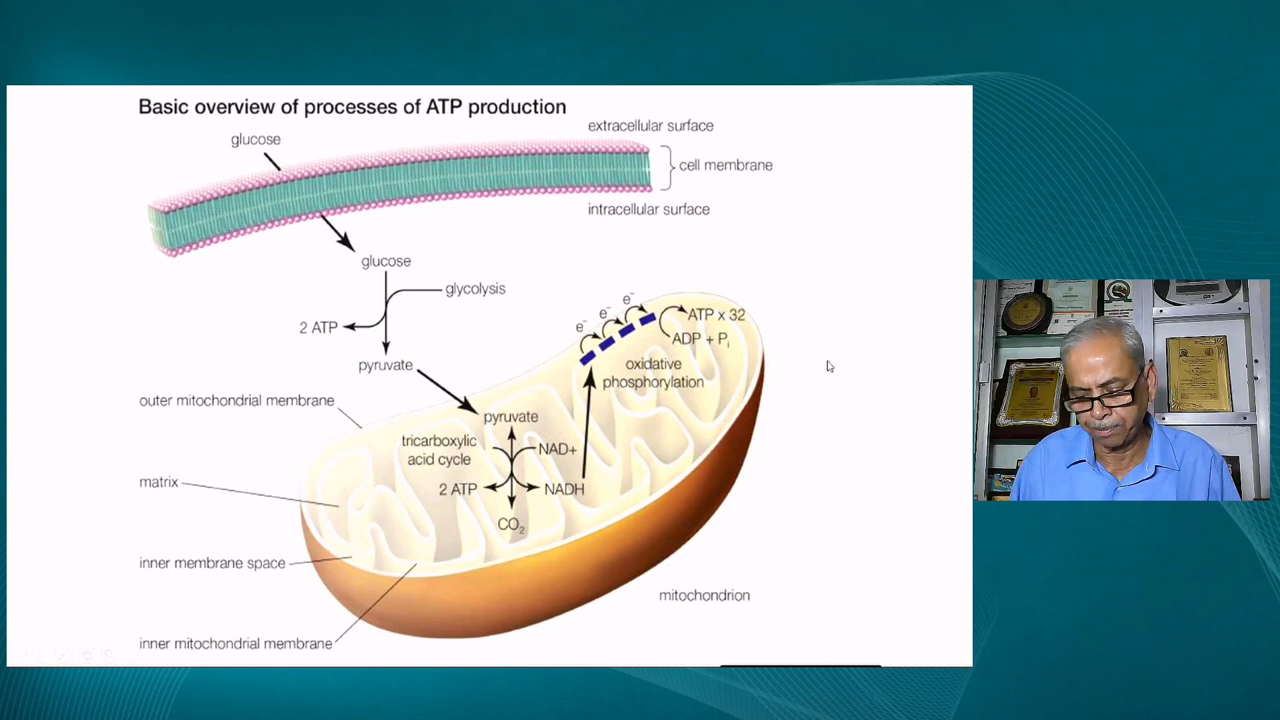 Basic overview of processes of ATP production
glucose
extracellular surface
cell membrane
intracellular surface
glucose
glycolysis
2 ATP
pyruvate
e⁻
e⁻
e⁻
ATP x 32
ADP + Pᵢ
oxidative
phosphorylation
outer mitochondrial membrane
pyruvate
tricarboxylic
acid cycle
NAD+
2 ATP
NADH
CO₂
matrix
inner membrane space
mitochondrion
inner mitochondrial membrane